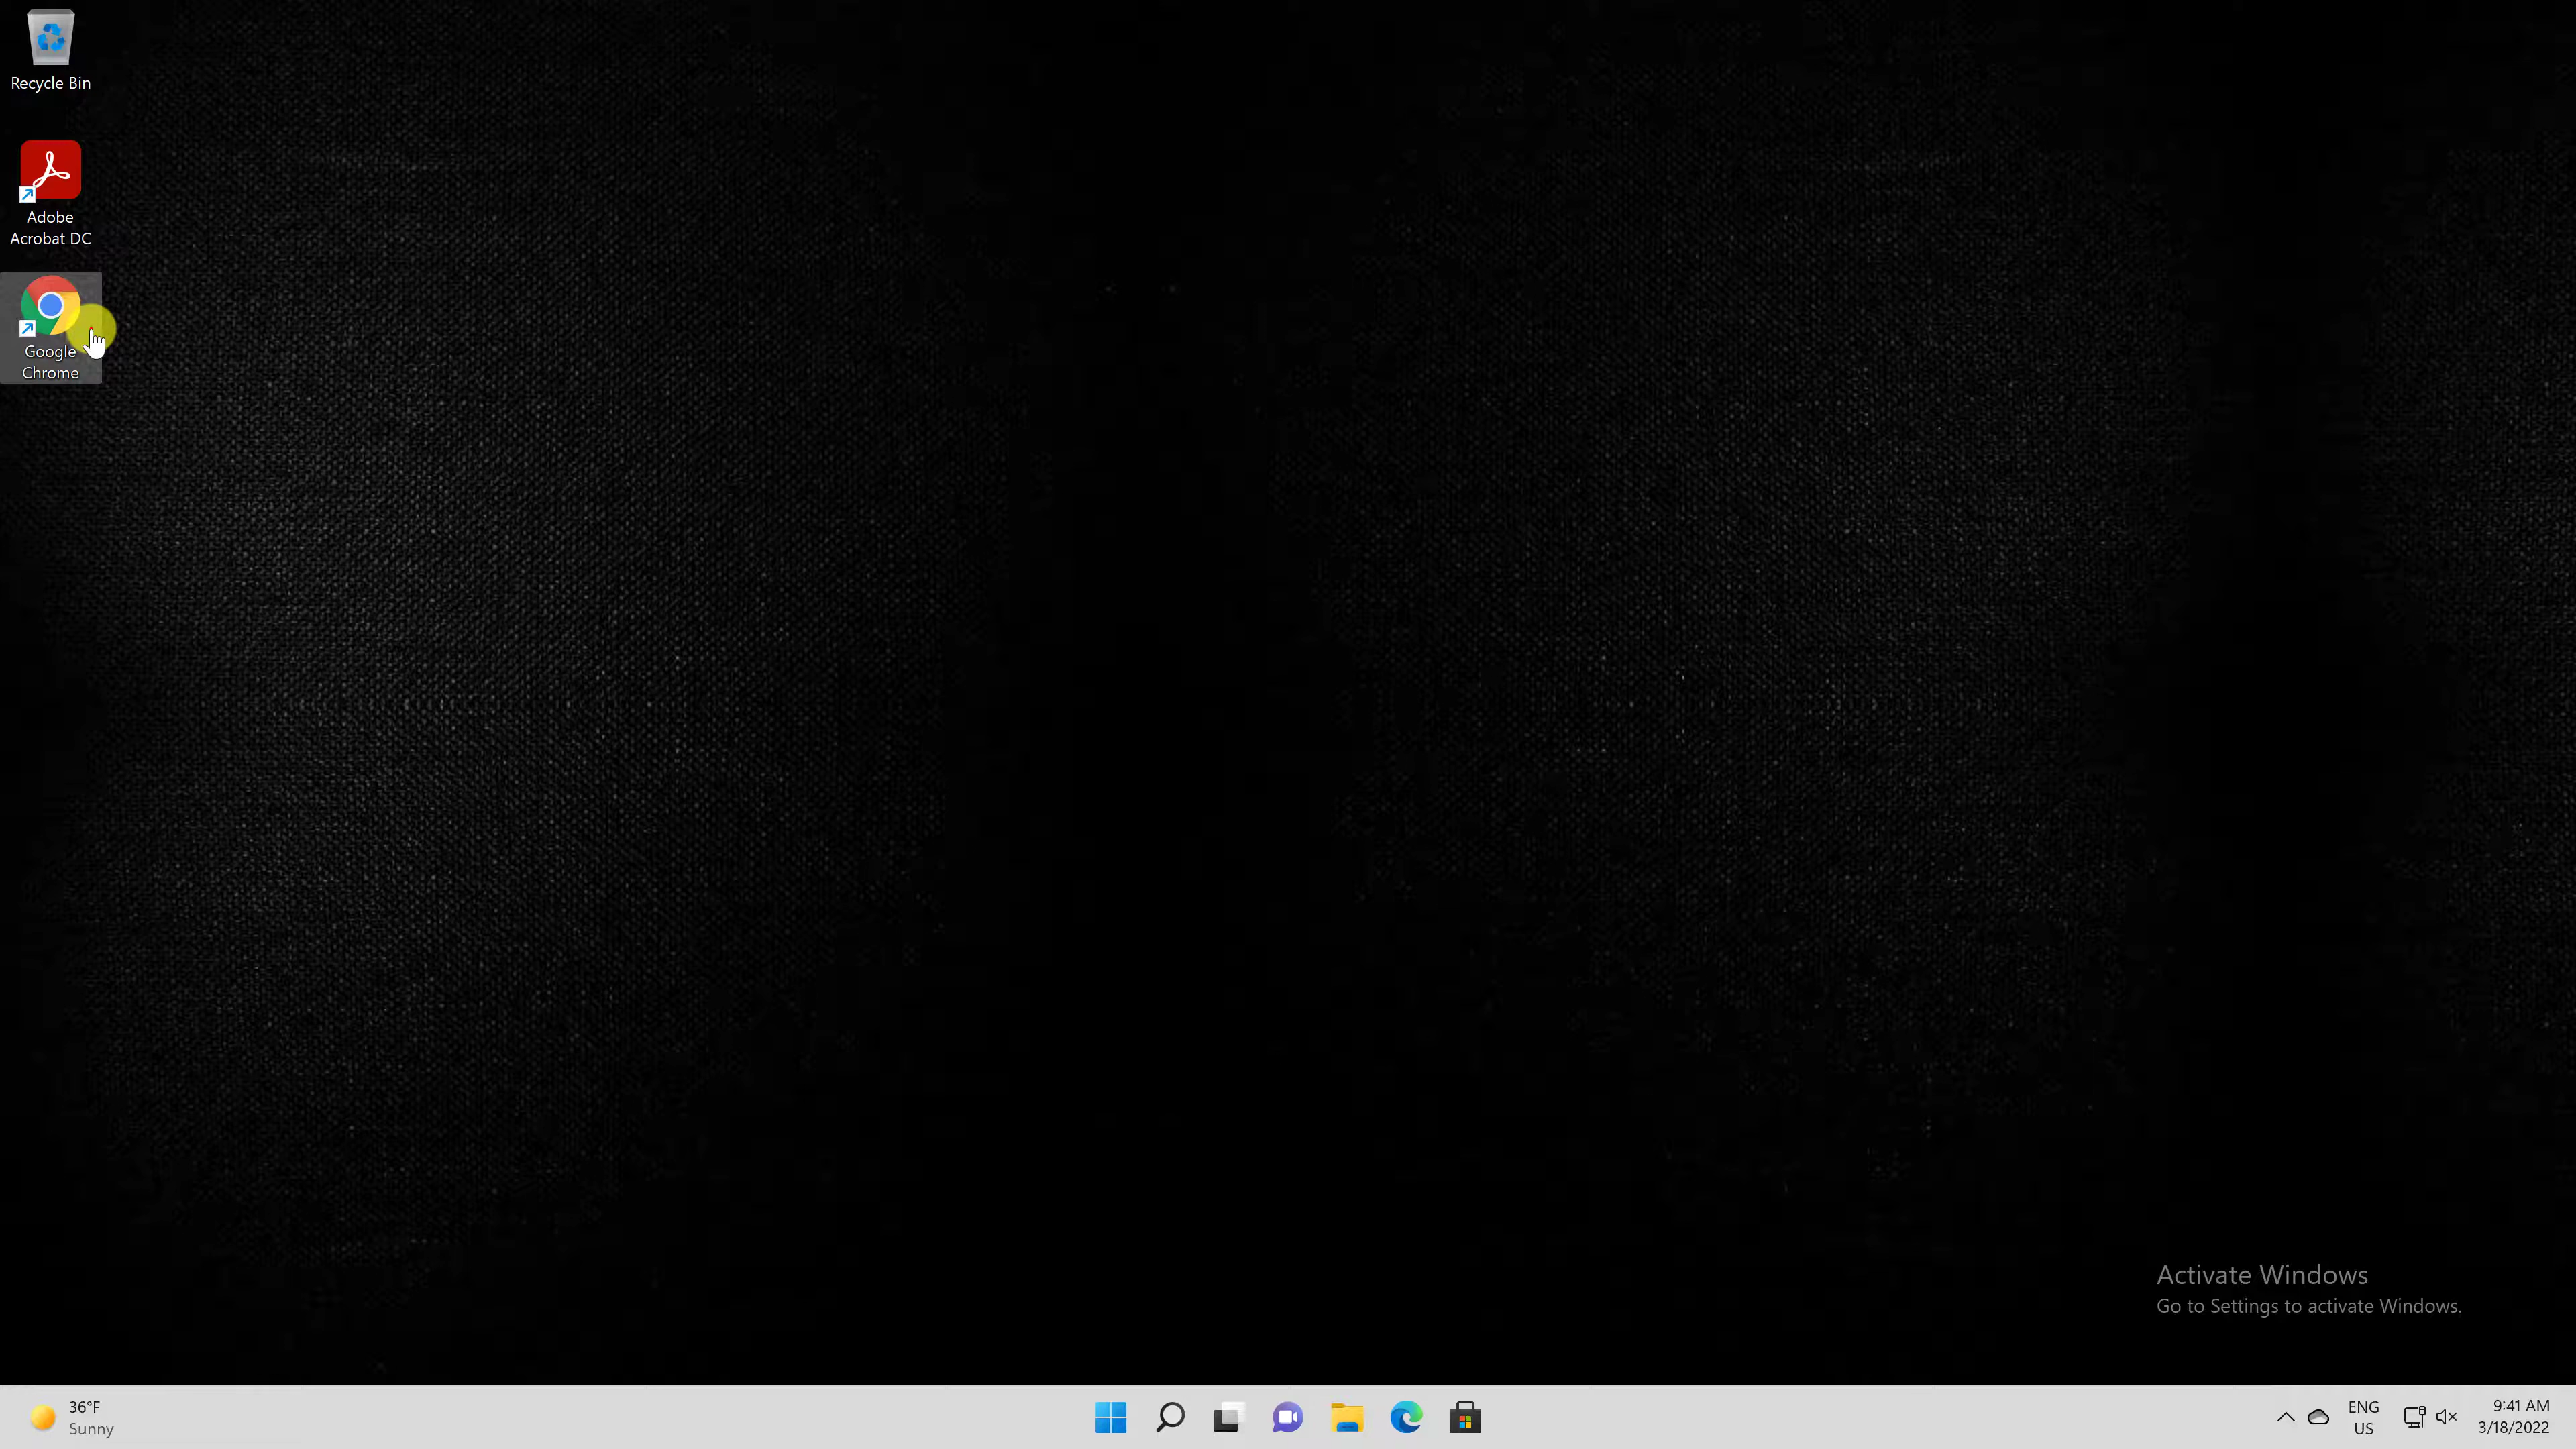 Recycle Bin
Adobe
Acrobat DC
Google
Chrome
Activate Windows
Go to Settings to activate Windows.
36°F
Sunny
ENG
US
9:41 AM
3/18/2022